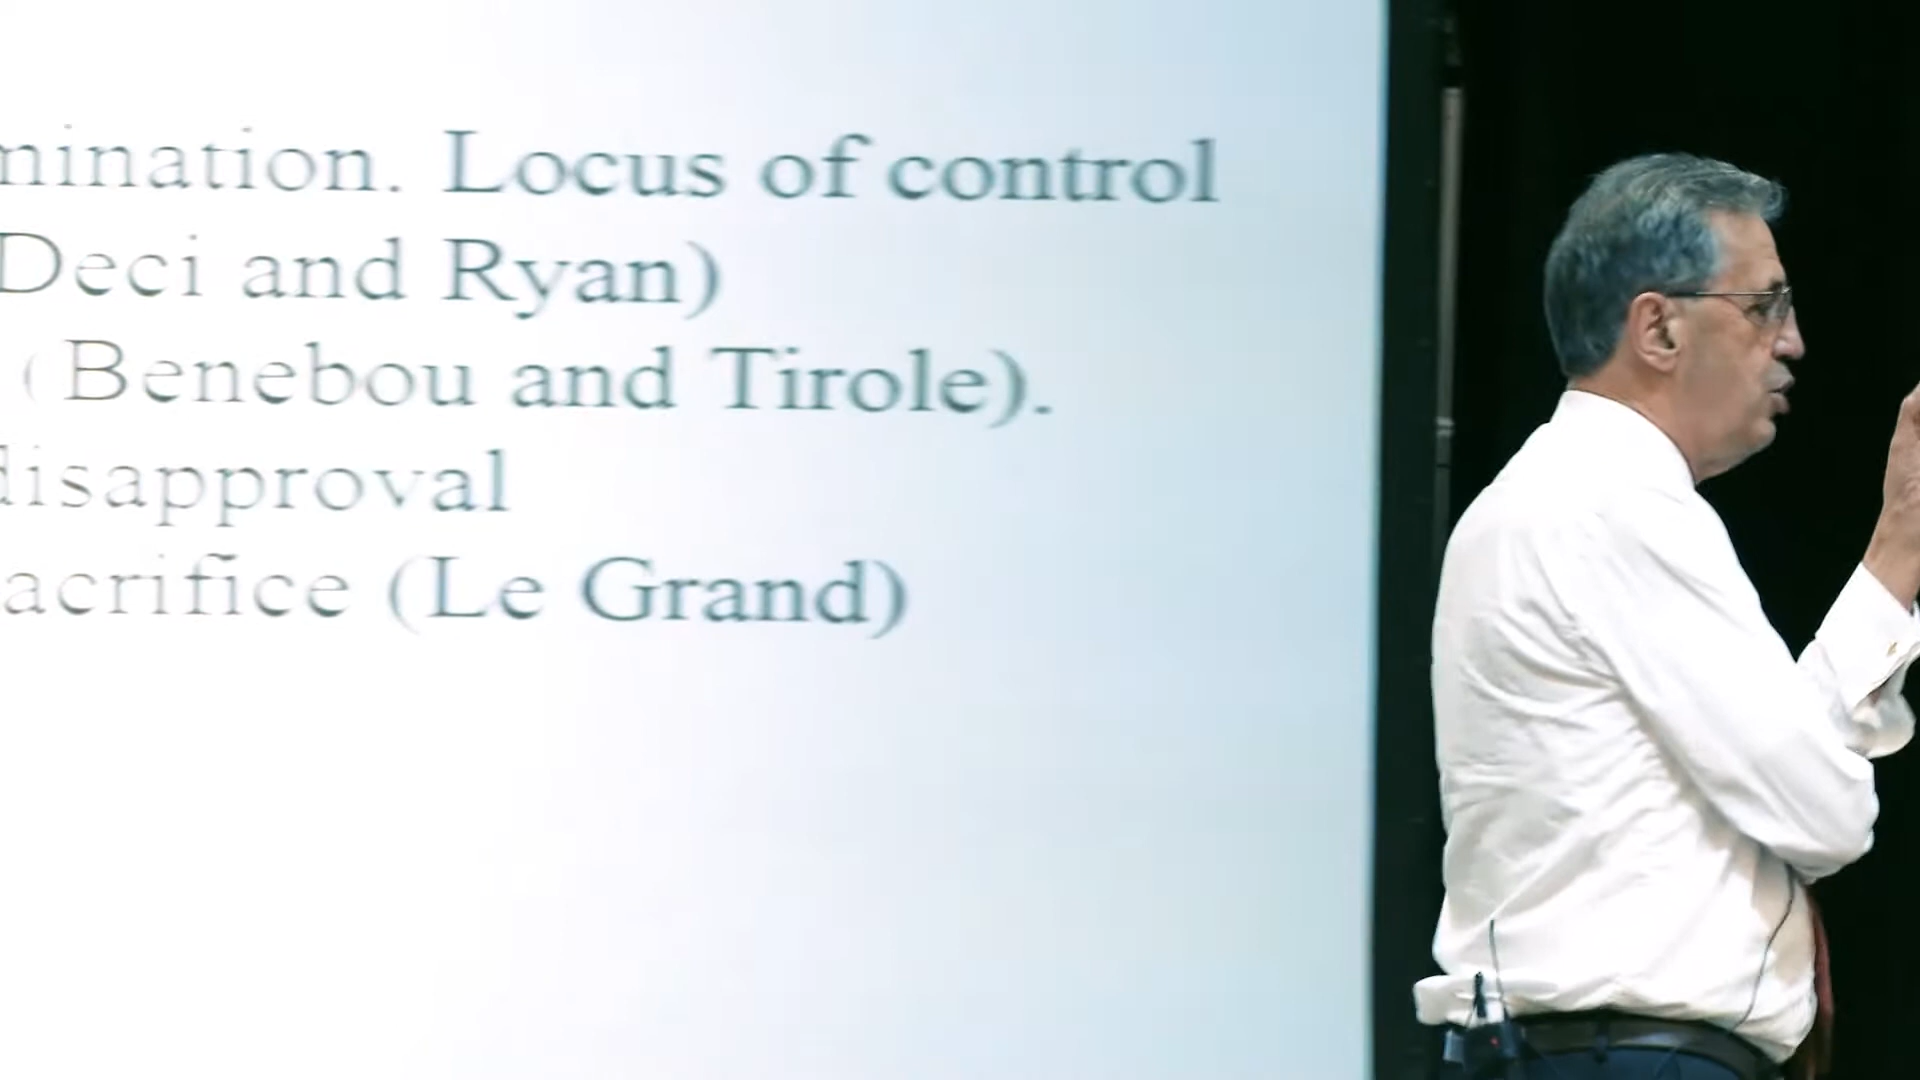 mination. Locus of control
Deci and Ryan)
(Benebou and Tirole).
disapproval
acrifice (Le Grand)